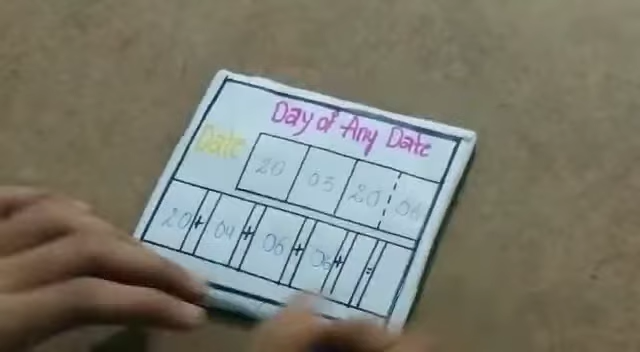 Day of Any Date
Date 20 03 20 06
20 + 04 + 06 + 06 + :